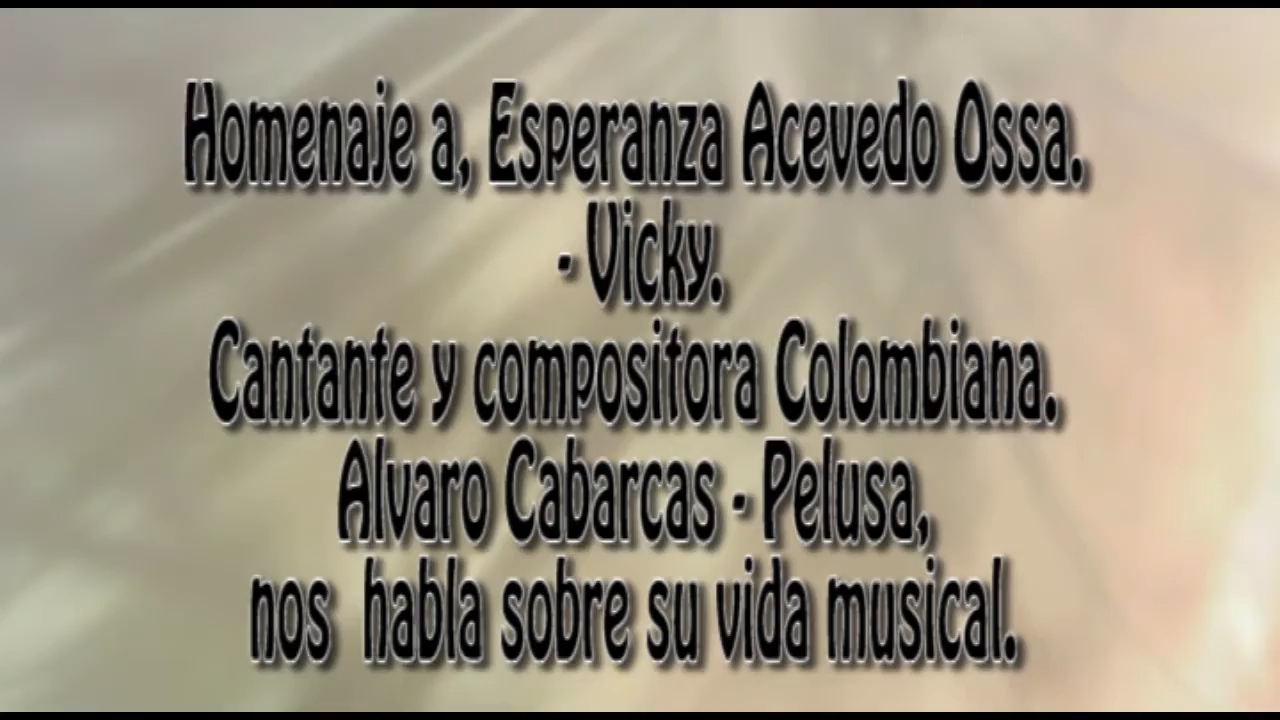 Homenaje a, Esperanza Acevedo Ossa.
- Vicky.
Cantante y compositora Colombiana.
Alvaro Cabarcas - Pelusa,
nos  habla sobre su vida musical.